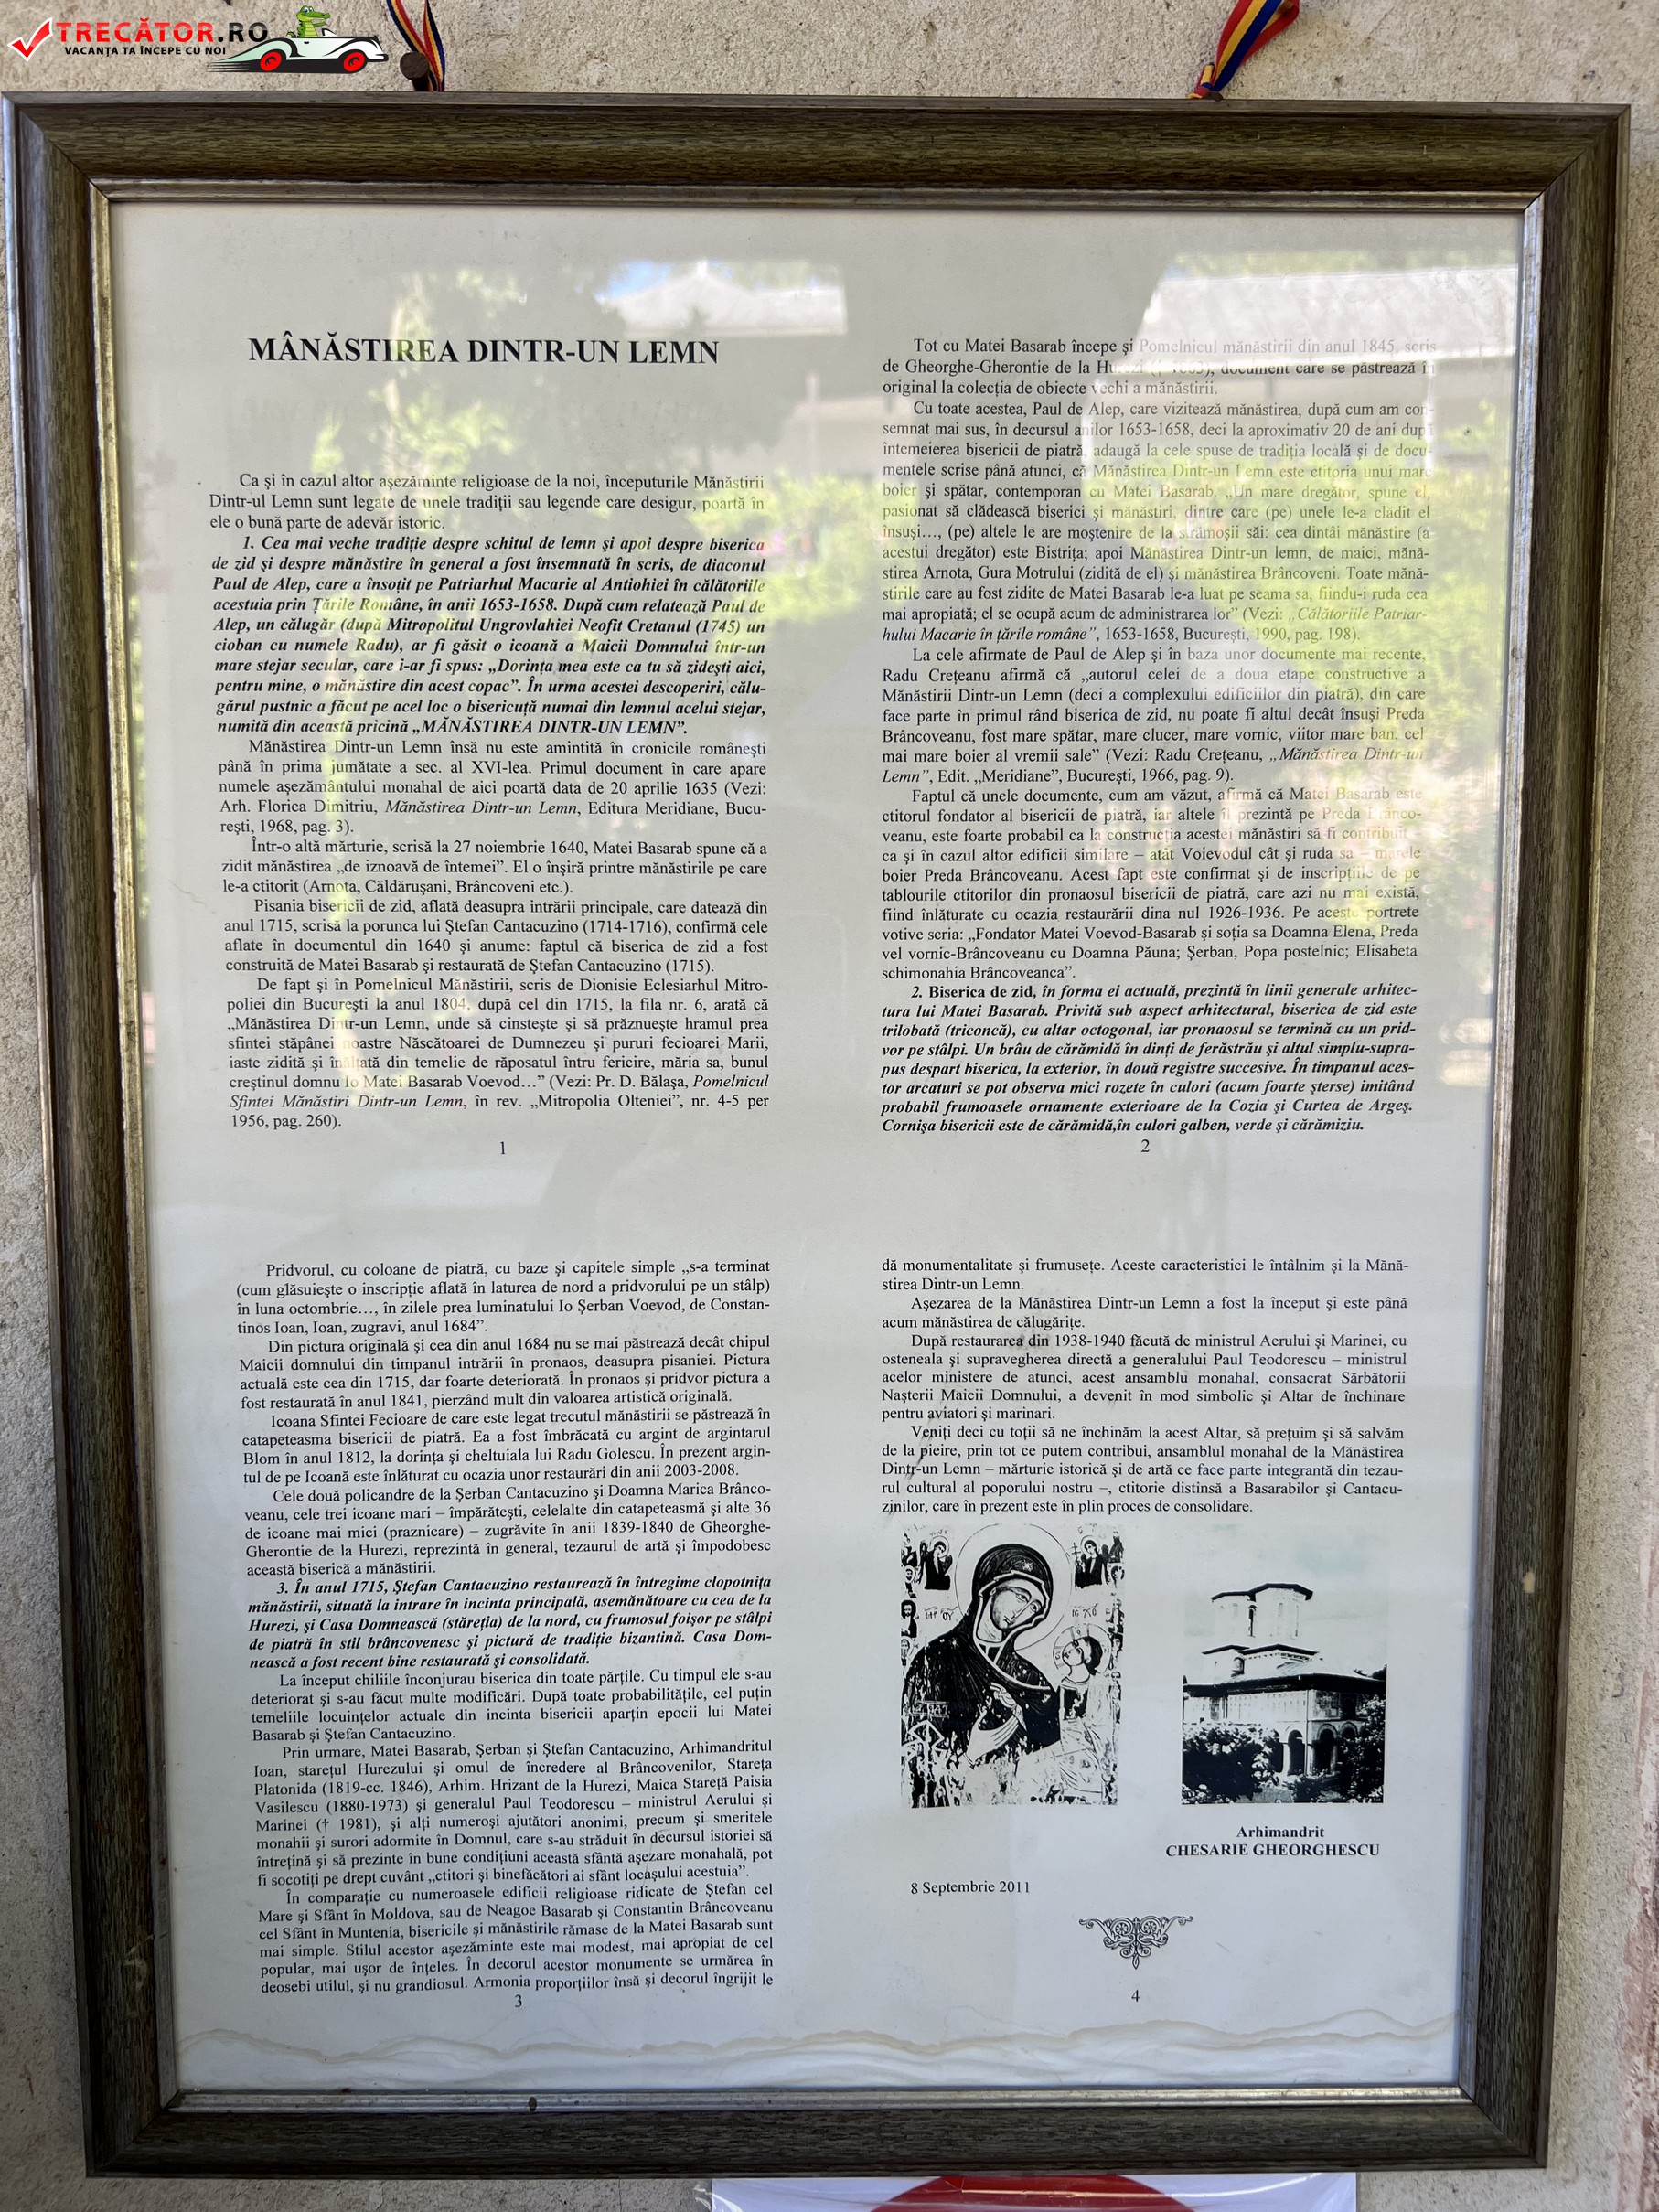 TRECĂTOR.RO
VACANȚA TA ÎNCEPE CU NOI
MÂNĂSTIREA DINTR-UN LEMN
Ca şi în cazul altor aşezăminte religioase de la noi, începuturile Mănăstirii
Dintr-ul Lemn sunt legate de unele tradiţii sau legende care desigur, poartă în
ele o bună parte de adevăr istoric.
1. Cea mai veche tradiţie despre schitul de lemn şi apoi despre biserica
de zid şi despre mănăstire în general a fost însemnată în scris, de diaconul
Paul de Alep, care a însoţit pe Patriarhul Macarie al Antiohiei în călătoriile
acestuia prin Ţările Române, în anii 1653-1658. După cum relatează Paul de
Alep, un călugăr (după Mitropolitul Ungrovlahiei Neofit Cretanul (1745) un
cioban cu numele Radu), ar fi găsit o icoană a Maicii Domnului într-un
mare stejar secular, care i-ar fi spus: „Dorinţa mea este ca tu să zideşti aici,
pentru mine, o mănăstire din acest copac”. În urma acestei descoperiri, călu-
gărul pustnic a făcut pe acel loc o bisericuţă numai din lemnul acelui stejar,
numită din această pricină „MĂNĂSTIREA DINTR-UN LEMN”.
Mănăstirea Dintr-un Lemn însă nu este amintită în cronicile româneşti
până în prima jumătate a sec. al XVI-lea. Primul document în care apare
numele aşezământului monahal de aici poartă data de 20 aprilie 1635 (Vezi:
Arh. Florica Dimitriu, Mănăstirea Dintr-un Lemn, Editura Meridiane, Bucu-
reşti, 1968, pag. 3).
Într-o altă mărturie, scrisă la 27 noiembrie 1640, Matei Basarab spune că a
zidit mănăstirea „de iznoavă de întemei”. El o înşiră printre mănăstirile pe care
le-a ctitorit (Arnota, Căldăruşani, Brâncoveni etc.).
Pisania bisericii de zid, aflată deasupra intrării principale, care datează din
anul 1715, scrisă la porunca lui Ştefan Cantacuzino (1714-1716), confirmă cele
aflate în documentul din 1640 şi anume: faptul că biserica de zid a fost
construită de Matei Basarab şi restaurată de Ştefan Cantacuzino (1715).
De fapt şi în Pomelnicul Mănăstirii, scris de Dionisie Eclesiarhul Mitro-
poliei din Bucureşti la anul 1804, după cel din 1715, la fila nr. 6, arată că
„Mănăstirea Dintr-un Lemn, unde să cinsteşte şi să prăznueşte hramul prea
sfintei stăpânei noastre Născătoarei de Dumnezeu şi pururi fecioarei Marii,
iaste zidită şi înălţată din temelie de răposatul întru fericire, măria sa, bunul
creştinul domnu Io Matei Basarab Voevod…” (Vezi: Pr. D. Bălaşa, Pomelnicul
Sfintei Mănăstiri Dintr-un Lemn, în rev. „Mitropolia Olteniei”, nr. 4-5 per
1956, pag. 260).
1
Tot cu Matei Basarab începe şi Pomelnicul mănăstirii din anul 1845, scris
de Gheorghe-Gherontie de la document care se păstrează în
original la colecţia de obiecte vechi a mănăstirii.
Cu toate acestea, Paul de Alep, care vizitează mănăstirea, după cum am con-
semnat mai sus, în decursul anilor 1653-1658, deci la aproximativ 20 de ani după
întemeierea bisericii de piatră, adaugă la cele spuse de tradiţia locală şi de docu-
mentele scrise până atunci, că Mănăstirea Dintr-un Lemn este ctitoria unui mare
boier şi spătar, contemporan cu Matei Basarab. „Un mare dregător, spune el,
pasionat să clădească biserici şi mănăstiri, dintre care (pe) unele le-a clădit el
însuşi…, (pe) altele le are moştenire de la strămoşii săi: cea dintâi mănăstire (a
acestui dregător) este Bistriţa; apoi Mănăstirea Dintr-un lemn, de maici, mănă-
stirea Arnota, Gura Motrului (zidită de el) şi mănăstirea Brâncoveni. Toate mănă-
stirile care au fost zidite de Matei Basarab le-a luat pe seama sa, fiindu-i ruda cea
mai apropiată; el se ocupă acum de administrarea lor” (Vezi: „Călătoriile Patriar-
hului Macarie în ţările române”, 1653-1658, Bucureşti, 1990, pag. 198).
La cele afirmate de Paul de Alep şi în baza unor documente mai recente,
Radu Creţeanu afirmă că „autorul celei de a doua etape constructive a
Mănăstirii Dintr-un Lemn (deci a complexului edificiilor din piatră), din care
face parte în primul rând biserica de zid, nu poate fi altul decât însuşi Preda
Brâncoveanu, fost mare spătar, mare clucer, mare vornic, viitor mare ban, cel
mai mare boier al vremii sale” (Vezi: Radu Creţeanu, „Mănăstirea Dintr-un
Lemn”, Edit. „Meridiane”, Bucureşti, 1966, pag. 9).
Faptul că unele documente, cum am văzut, afirmă că Matei Basarab este
ctitorul fondator al bisericii de piatră, iar altele îl prezintă pe Preda Brânco-
veanu, este foarte probabil ca la construcţia acestei mănăstiri să fi contribuit –
ca şi în cazul altor edificii similare – atât Voievodul cât şi ruda sa – marele
boier Preda Brâncoveanu. Acest fapt este confirmat şi de inscripţiile de pe
tablourile ctitorilor din pronaosul bisericii de piatră, care azi nu mai există,
fiind înlăturate cu ocazia restaurării dina nul 1926-1936. Pe aceste portrete
votive scria: „Fondator Matei Voevod-Basarab şi soţia sa Doamna Elena, Preda
vel vornic-Brâncoveanu cu Doamna Păuna; Şerban, Popa postelnic; Elisabeta
schimonahia Brâncoveanca”.
2. Biserica de zid, în forma ei actuală, prezintă în linii generale arhitec-
tura lui Matei Basarab. Privită sub aspect arhitectural, biserica de zid este
trilobată (triconcă), cu altar octogonal, iar pronaosul se termină cu un prid-
vor pe stâlpi. Un brâu de cărămidă în dinţi de ferăstrău şi altul simplu-supra-
pus despart biserica, la exterior, în două registre succesive. În timpanul aces-
tor arcaturi se pot observa mici rozete în culori (acum foarte şterse) imitând
probabil frumoasele ornamente exterioare de la Cozia şi Curtea de Argeş.
Cornişa bisericii este de cărămidă,în culori galben, verde şi cărămiziu.
2
Pridvorul, cu coloane de piatră, cu baze şi capitele simple „s-a terminat
(cum glăsuieşte o inscripţie aflată în laturea de nord a pridvorului pe un stâlp)
în luna octombrie…, în zilele prea luminatului Io Şerban Voevod, de Constan-
tinos Ioan, Ioan, zugravi, anul 1684”.
Din pictura originală şi cea din anul 1684 nu se mai păstrează decât chipul
Maicii domnului din timpanul intrării în pronaos, deasupra pisaniei. Pictura
actuală este cea din 1715, dar foarte deteriorată. În pronaos şi pridvor pictura a
fost restaurată în anul 1841, pierzând mult din valoarea artistică originală.
Icoana Sfintei Fecioare de care este legat trecutul mănăstirii se păstrează în
catapeteasma bisericii de piatră. Ea a fost îmbrăcată cu argint de argintarul
Blom în anul 1812, la dorinţa şi cheltuiala lui Radu Golescu. În prezent argin-
tul de pe Icoană este înlăturat cu ocazia unor restaurări din anii 2003-2008.
Cele două policandre de la Şerban Cantacuzino şi Doamna Marica Brânco-
veanu, cele trei icoane mari – împărăteşti, celelalte din catapeteasmă şi alte 36
de icoane mai mici (praznicare) – zugrăvite în anii 1839-1840 de Gheorghe-
Gherontie de la Hurezi, reprezintă în general, tezaurul de artă şi împodobesc
această biserică a mănăstirii.
3. În anul 1715, Ştefan Cantacuzino restaurează în întregime clopotniţa
mănăstirii, situată la intrare în incinta principală, asemănătoare cu cea de la
Hurezi, şi Casa Domnească (stăreţia) de la nord, cu frumosul foişor pe stâlpi
de piatră în stil brâncovenesc şi pictură de tradiţie bizantină. Casa Dom-
nească a fost recent bine restaurată şi consolidată.
La început chiliile înconjurau biserica din toate părţile. Cu timpul ele s-au
deteriorat şi s-au făcut multe modificări. După toate probabilităţile, cel puţin
temeliile locuinţelor actuale din incinta bisericii aparţin epocii lui Matei
Basarab şi Ştefan Cantacuzino.
Prin urmare, Matei Basarab, Şerban şi Ştefan Cantacuzino, Arhimandritul
Ioan, stareţul Hurezului şi omul de încredere al Brâncovenilor, Stareţa
Platonida (1819-cc. 1846), Arhim. Hrizant de la Hurezi, Maica Stareţă Paisia
Vasilescu (1880-1973) şi generalul Paul Teodorescu – ministrul Aerului şi
Marinei († 1981), şi alţi numeroşi ajutători anonimi, precum şi smeritele
monahii şi surori adormite în Domnul, care s-au străduit în decursul istoriei să
întreţină şi să prezinte în bune condiţiuni această sfântă aşezare monahală, pot
fi socotiţi pe drept cuvânt „ctitori şi binefăcători ai sfânt locaşului acestuia”.
În comparaţie cu numeroasele edificii religioase ridicate de Ştefan cel
Mare şi Sfânt în Moldova, sau de Neagoe Basarab şi Constantin Brâncoveanu
cel Sfânt în Muntenia, bisericile şi mănăstirile rămase de la Matei Basarab sunt
mai simple. Stilul acestor aşezăminte este mai modest, mai apropiat de cel
popular, mai uşor de înţeles. În decorul acestor monumente se urmărea în
deosebi utilul, şi nu grandiosul. Armonia proporţiilor însă şi decorul îngrijit le
3
dă monumentalitate şi frumuseţe. Aceste caracteristici le întâlnim şi la Mănă-
stirea Dintr-un Lemn.
Aşezarea de la Mănăstirea Dintr-un Lemn a fost la început şi este până
acum mănăstirea de călugăriţe.
După restaurarea din 1938-1940 făcută de ministrul Aerului şi Marinei, cu
osteneala şi supravegherea directă a generalului Paul Teodorescu – ministrul
acelor ministere de atunci, acest ansamblu monahal, consacrat Sărbătorii
Naşterii Maicii Domnului, a devenit în mod simbolic şi Altar de închinare
pentru aviatori şi marinari.
Veniţi deci cu toţii să ne închinăm la acest Altar, să preţuim şi să salvăm
de la pieire, prin tot ce putem contribui, ansamblul monahal de la Mănăstirea
Dintr-un Lemn – mărturie istorică şi de artă ce face parte integrantă din tezau-
rul cultural al poporului nostru –, ctitorie distinsă a Basarabilor şi Cantacu-
zinilor, care în prezent este în plin proces de consolidare.
Arhimandrit
CHESARIE GHEORGHESCU
8 Septembrie 2011
4